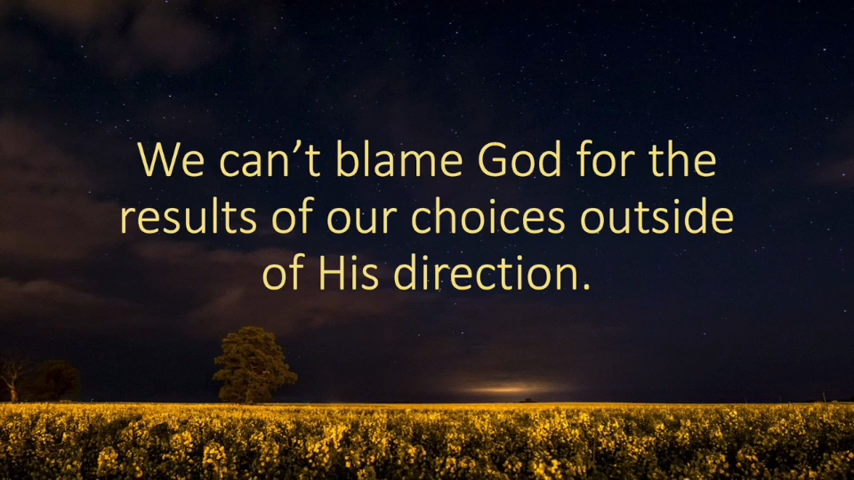 We can’t blame God for the
results of our choices outside
of His direction.